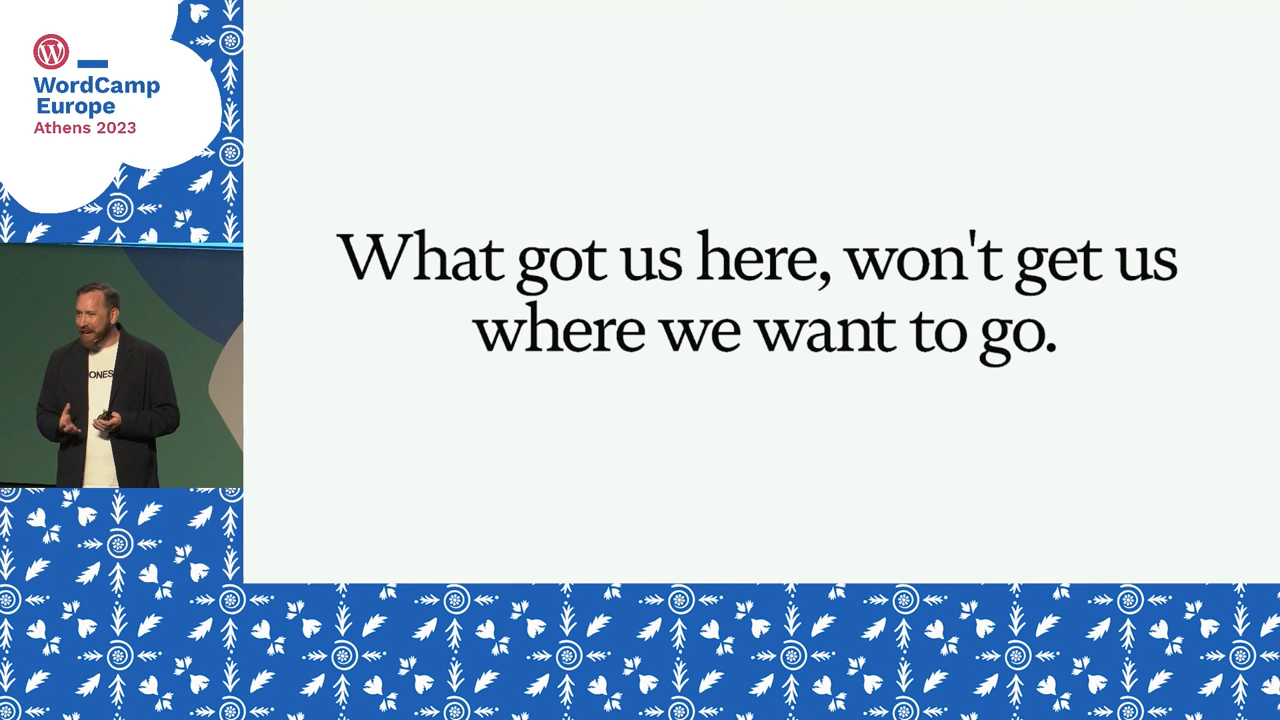 WordCamp
Europe
Athens 2023
ONES
What got us here, won't get us
where we want to go.